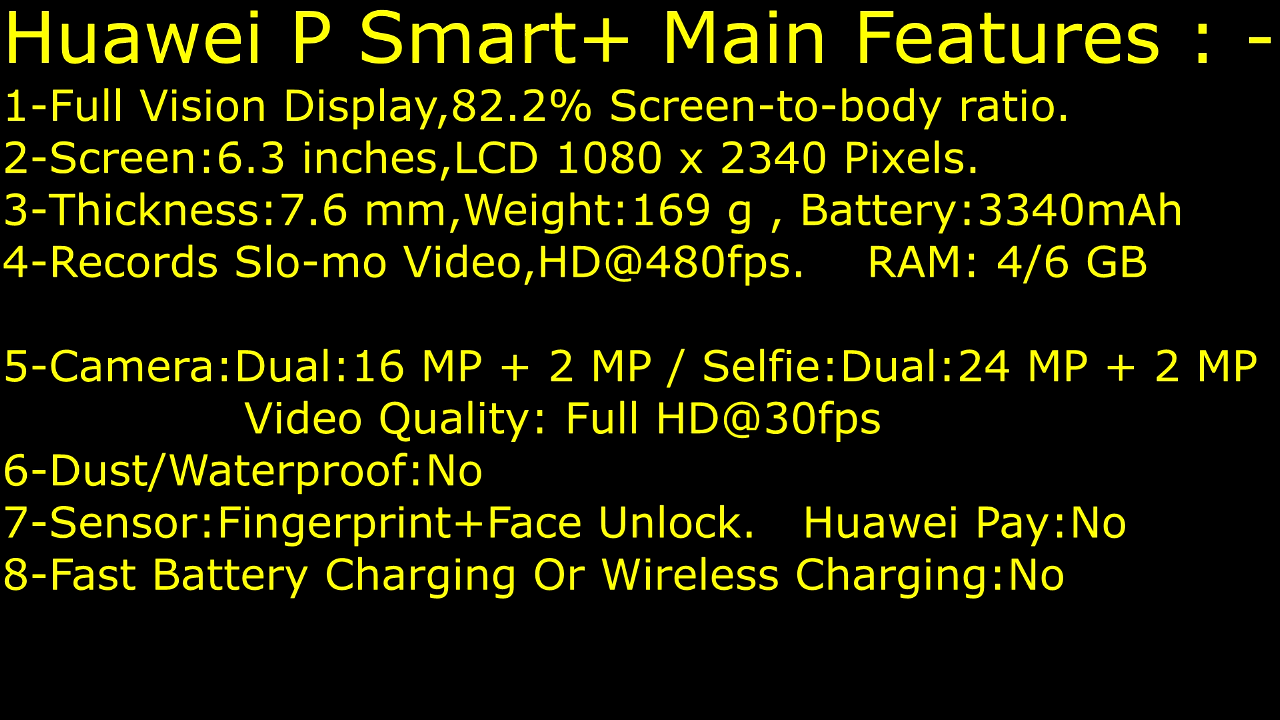 Huawei P Smart+ Main Features : -
1-Full Vision Display,82.2% Screen-to-body ratio.
2-Screen:6.3 inches,LCD 1080 x 2340 Pixels.
3-Thickness:7.6 mm,Weight:169 g , Battery:3340mAh
4-Records Slo-mo Video,HD@480fps. RAM: 4/6 GB
5-Camera:Dual:16 MP + 2 MP / Selfie:Dual:24 MP + 2 MP
Video Quality: Full HD@30fps
6-Dust/Waterproof:No
7-Sensor:Fingerprint+Face Unlock. Huawei Pay:No
8-Fast Battery Charging Or Wireless Charging:No